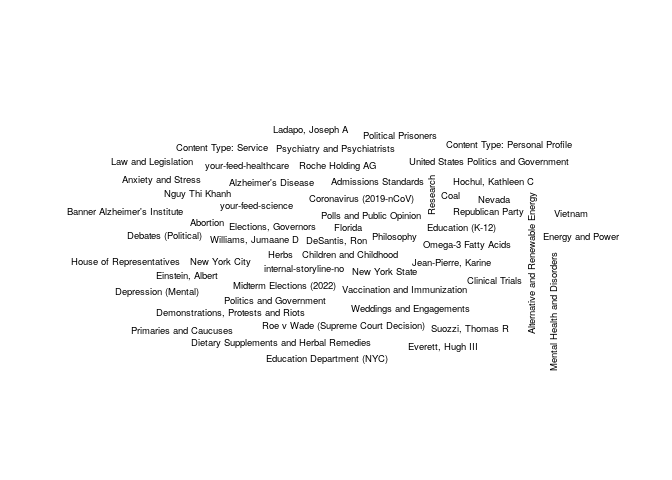 Ladapo, Joseph A
Political Prisoners
Content Type: Service
Psychiatry and Psychiatrists
Content Type: Personal Profile
Law and Legislation
your-feed-healthcare
Roche Holding AG
United States Politics and Government
Anxiety and Stress
Alzheimer's Disease
Admissions Standards
Research
Hochul, Kathleen C
Nguy Thi Khanh
Coronavirus (2019-nCoV)
Coal
Nevada
Banner Alzheimer's Institute
your-feed-science
Polls and Public Opinion
Republican Party
Alternative and Renewable Energy
Vietnam
Abortion
Elections, Governors
Florida
Education (K-12)
Debates (Political)
Williams, Jumaane D
DeSantis, Ron
Philosophy
Omega-3 Fatty Acids
Energy and Power
Herbs
Children and Childhood
House of Representatives
New York City
internal-storyline-no
New York State
Jean-Pierre, Karine
Mental Health and Disorders
Einstein, Albert
Midterm Elections (2022)
Vaccination and Immunization
Clinical Trials
Depression (Mental)
Politics and Government
Demonstrations, Protests and Riots
Weddings and Engagements
Primaries and Caucuses
Roe v Wade (Supreme Court Decision)
Suozzi, Thomas R
Dietary Supplements and Herbal Remedies
Everett, Hugh III
Education Department (NYC)